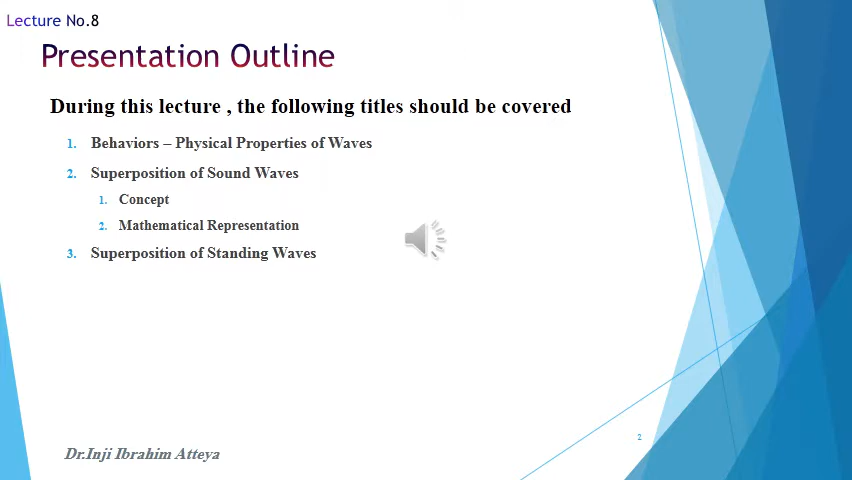 Lecture No.8
Presentation Outline
During this lecture , the following titles should be covered
1. Behaviors – Physical Properties of Waves
2. Superposition of Sound Waves
1. Concept
2. Mathematical Representation
3. Superposition of Standing Waves
2
Dr.Inji Ibrahim Atteya